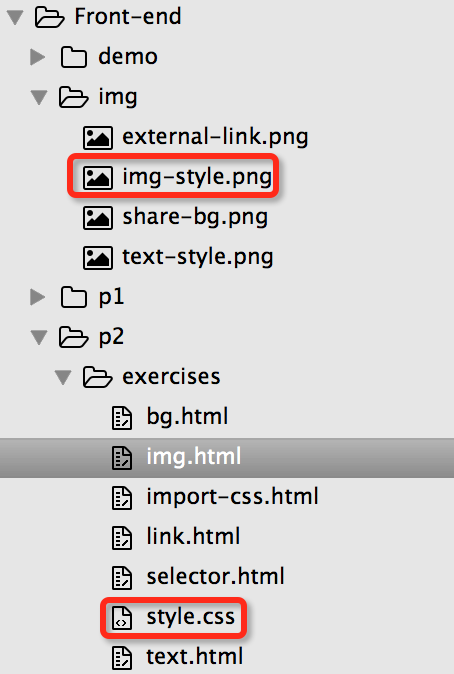 Front-end
demo
img
external-link.png
img-style.png
share-bg.png
text-style.png
p1
p2
exercises
bg.html
img.html
import-css.html
link.html
selector.html
style.css
text.html